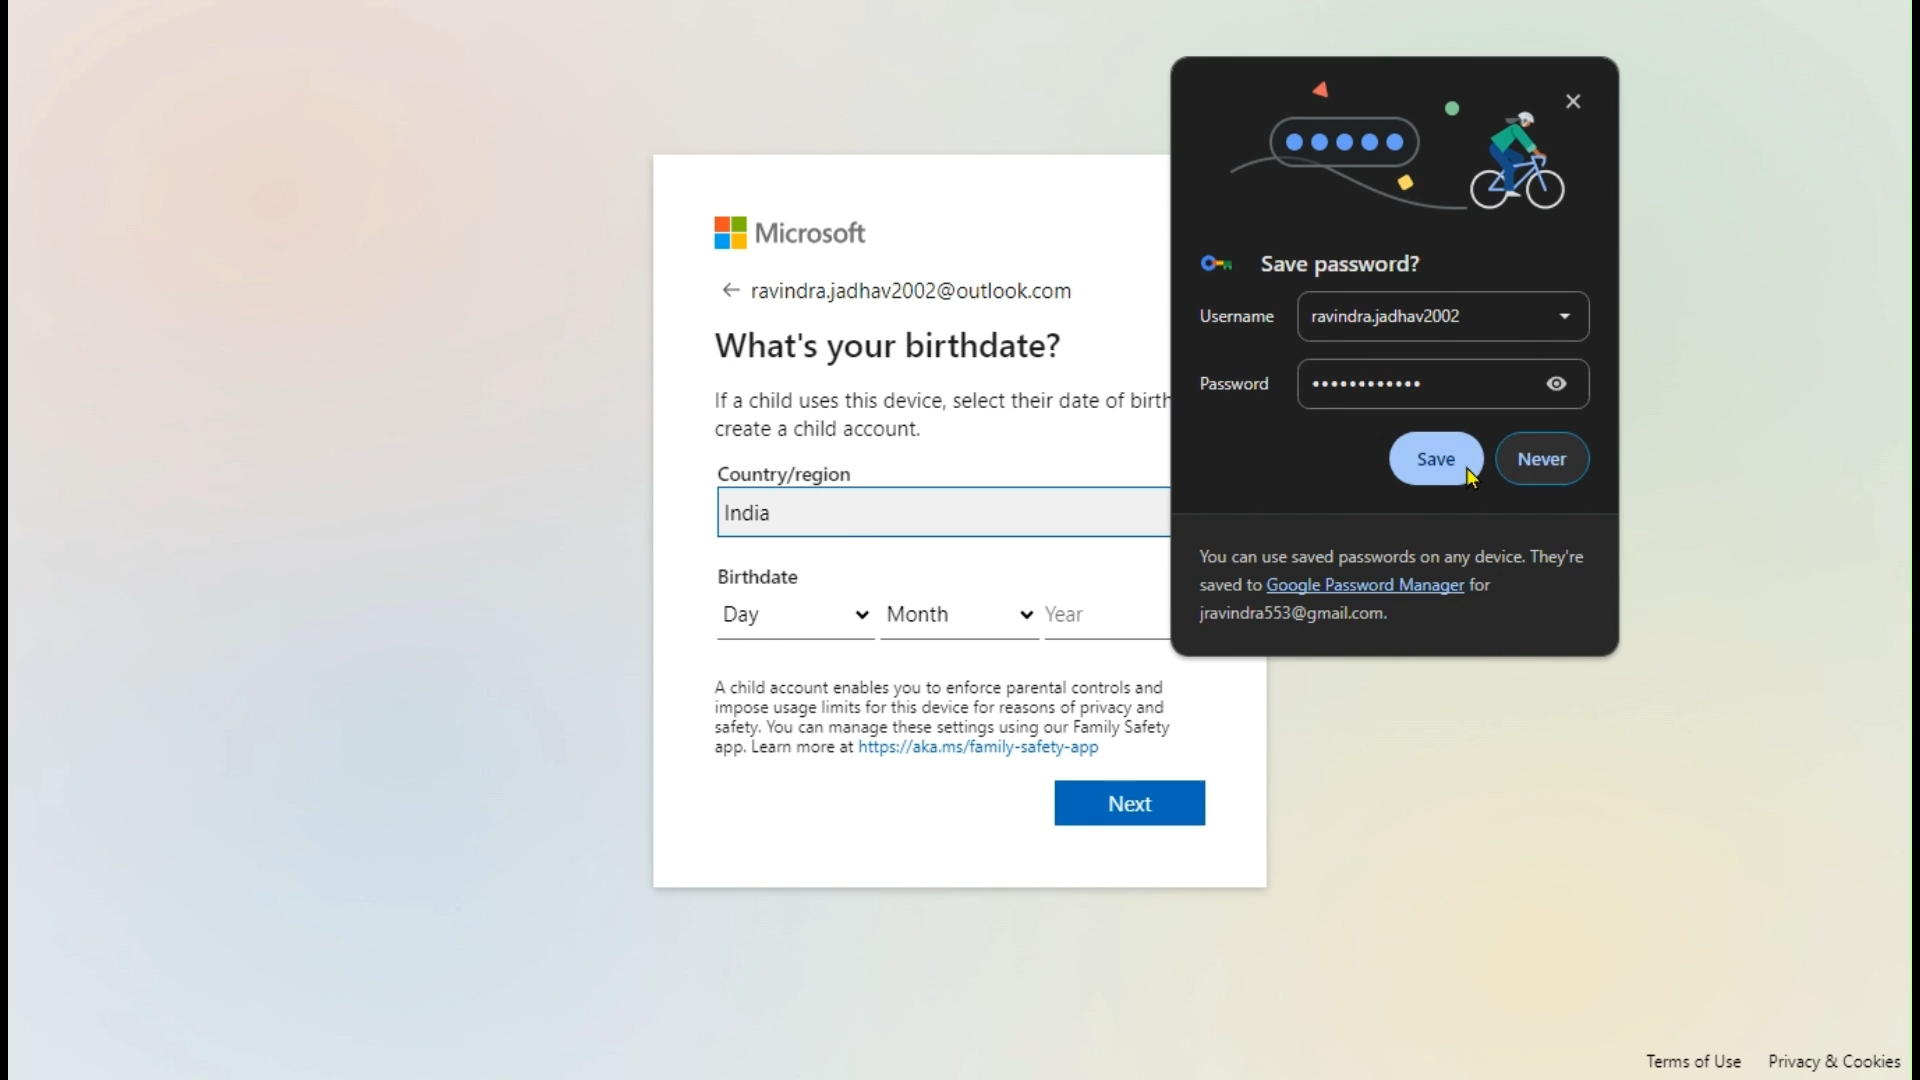 Microsoft
ravindra.jadhav2002@outlook.com
What's your birthdate?
If a child uses this device, select their date of birth
create a child account.
Country/region
India
Birthdate
Day
Month
Year
A child account enables you to enforce parental controls and
impose usage limits for this device for reasons of privacy and
safety. You can manage these settings using our Family Safety
app. Learn more at https://aka.ms/family-safety-app
Next
Save password?
Username
ravindra.jadhav2002
Password
••••••••••••
Save
Never
You can use saved passwords on any device. They're
saved to Google Password Manager for
jravindra553@gmail.com.
Terms of Use
Privacy & Cookies